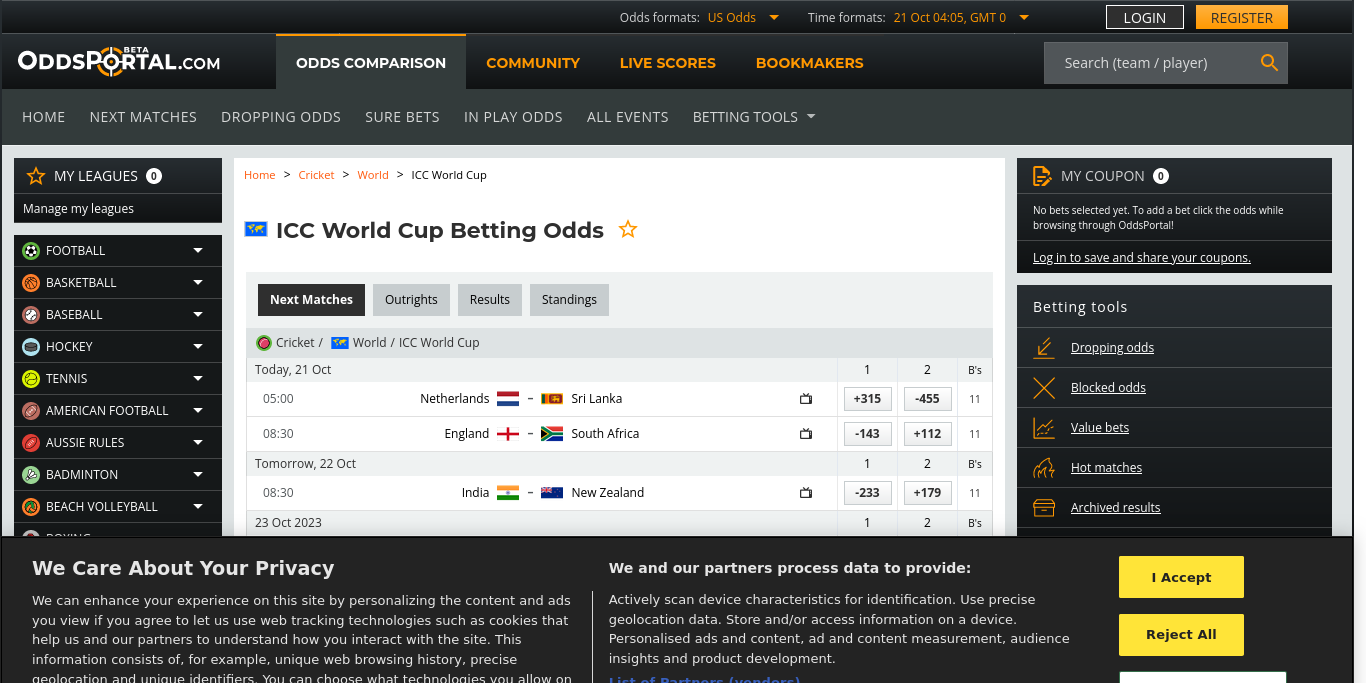 Odds formats: US Odds
Time formats: 21 Oct 04:05, GMT 0
LOGIN
REGISTER
ODDSPORTAL.COM
BETA
ODDS COMPARISON
COMMUNITY
LIVE SCORES
BOOKMAKERS
Search (team / player)
HOME
NEXT MATCHES
DROPPING ODDS
SURE BETS
IN PLAY ODDS
ALL EVENTS
BETTING TOOLS
MY LEAGUES 0
Manage my leagues
FOOTBALL
BASKETBALL
BASEBALL
HOCKEY
TENNIS
AMERICAN FOOTBALL
AUSSIE RULES
BADMINTON
BEACH VOLLEYBALL
BOXING
Home > Cricket > World > ICC World Cup
ICC World Cup Betting Odds
Next Matches
Outrights
Results
Standings
Cricket / World / ICC World Cup
Today, 21 Oct 1 2 B's
05:00 Netherlands – Sri Lanka +315 -455 11
08:30 England – South Africa -143 +112 11
Tomorrow, 22 Oct 1 2 B's
08:30 India – New Zealand -233 +179 11
23 Oct 2023 1 2 B's
MY COUPON 0
No bets selected yet. To add a bet click the odds while
browsing through OddsPortal!
Log in to save and share your coupons.
Betting tools
Dropping odds
Blocked odds
Value bets
Hot matches
Archived results
We Care About Your Privacy
We can enhance your experience on this site by personalizing the content and ads
you view if you agree to let us use web tracking technologies such as cookies that
help us and our partners to understand how you interact with the site. This
information consists of, for example, unique web browsing history, precise
geolocation and unique identifiers. You can choose what technologies you allow on
We and our partners process data to provide:
Actively scan device characteristics for identification. Use precise
geolocation data. Store and/or access information on a device.
Personalised ads and content, ad and content measurement, audience
insights and product development.
List of Partners (vendors)
I Accept
Reject All